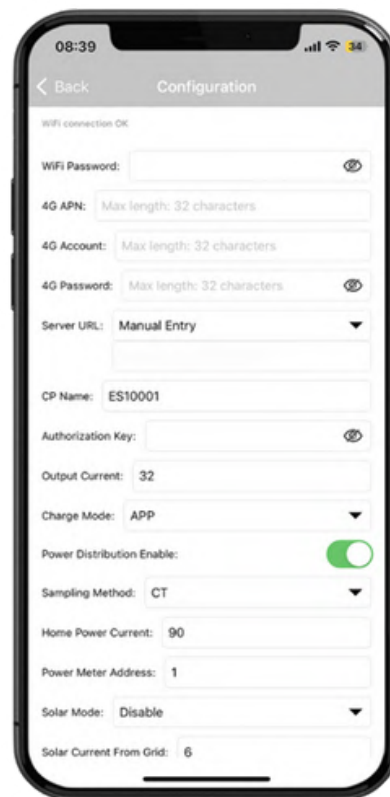 08:39
34
Back
Configuration
WiFi connection OK
WiFi Password:
4G APN: Max length: 32 characters
4G Account: Max length: 32 characters
4G Password: Max length: 32 characters
Server URL: Manual Entry
CP Name: ES10001
Authorization Key:
Output Current: 32
Charge Mode: APP
Power Distribution Enable:
Sampling Method: CT
Home Power Current: 90
Power Meter Address: 1
Solar Mode: Disable
Solar Current From Grid: 6